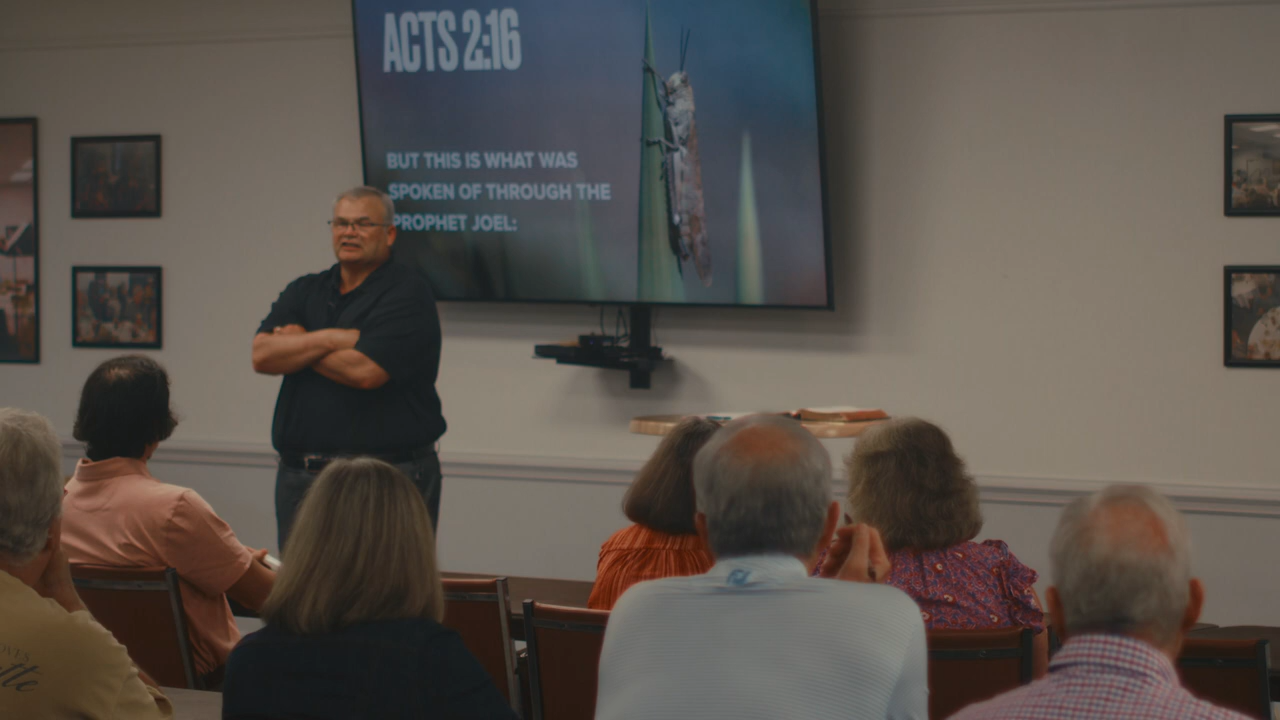 ACTS 2:16
BUT THIS IS WHAT WAS
SPOKEN OF THROUGH THE
PROPHET JOEL: